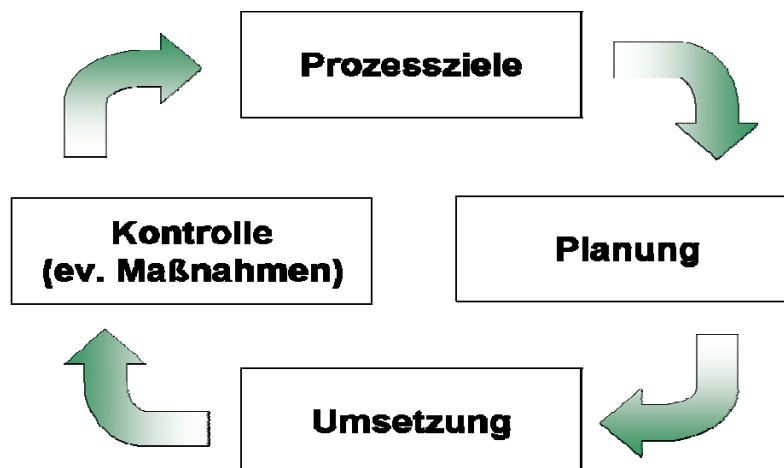 Prozessziele
Planung
Umsetzung
Kontrolle
(ev. Maßnahmen)